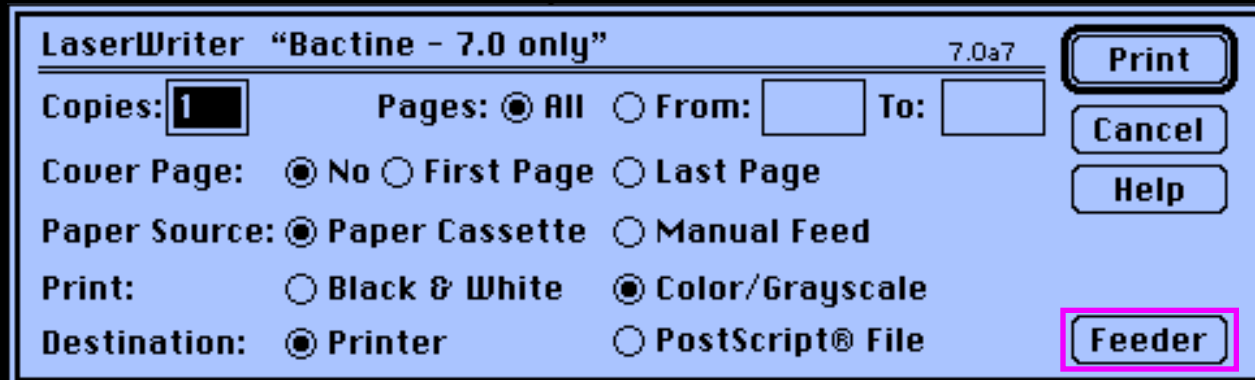 LaserWriter “Bactine - 7.0 only” 7.0a7 Print
Copies: 1 Pages: All From: To: Cancel
Cover Page: No First Page Last Page Help
Paper Source: Paper Cassette Manual Feed
Print: Black & White Color/Grayscale
Destination: Printer PostScript® File Feeder